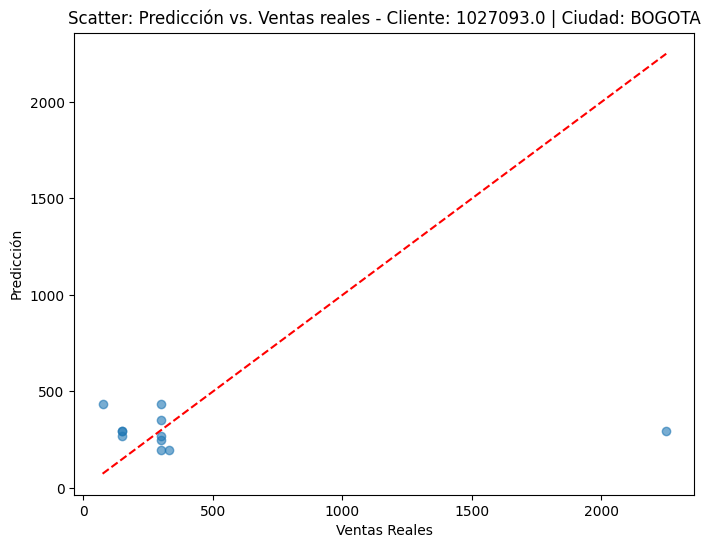 Scatter: Predicción vs. Ventas reales - Cliente: 1027093.0 | Ciudad: BOGOTA
2000
1500
1000
500
0
Predicción
0 500 1000 1500 2000
Ventas Reales